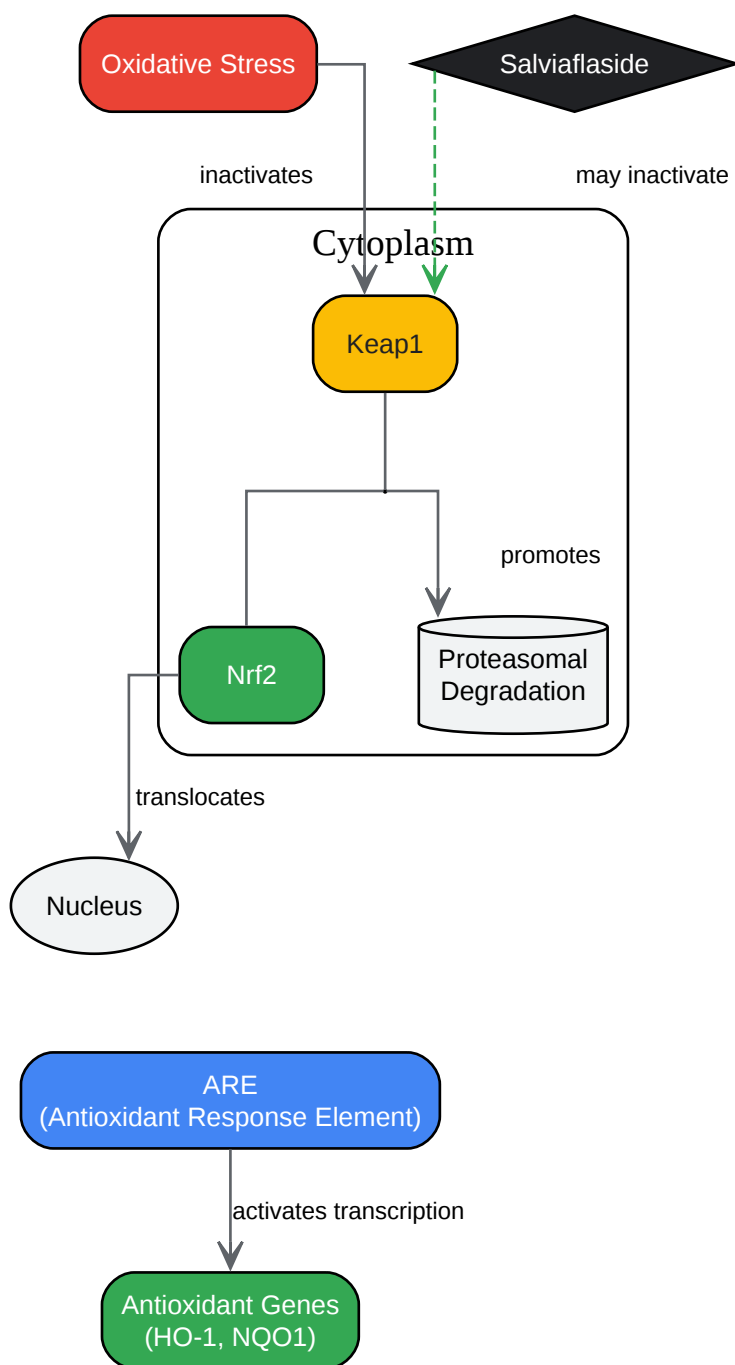 Oxidative Stress
Salviaflaside
inactivates
may inactivate
Cytoplasm
Keap1
promotes
Nrf2
Proteasomal
Degradation
translocates
Nucleus
ARE
(Antioxidant Response Element)
activates transcription
Antioxidant Genes
(HO-1, NQO1)